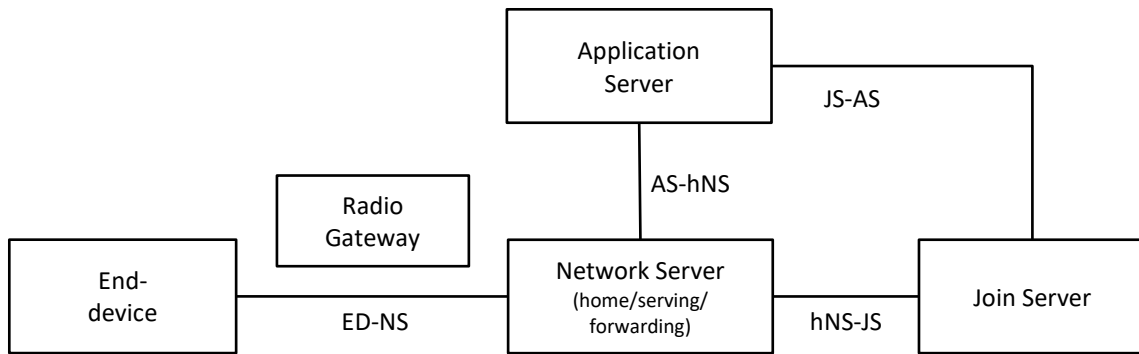 Application
Server
JS-AS
AS-hNS
Radio
Gateway
End-
device
ED-NS
Network Server
(home/serving/
forwarding)
hNS-JS
Join Server